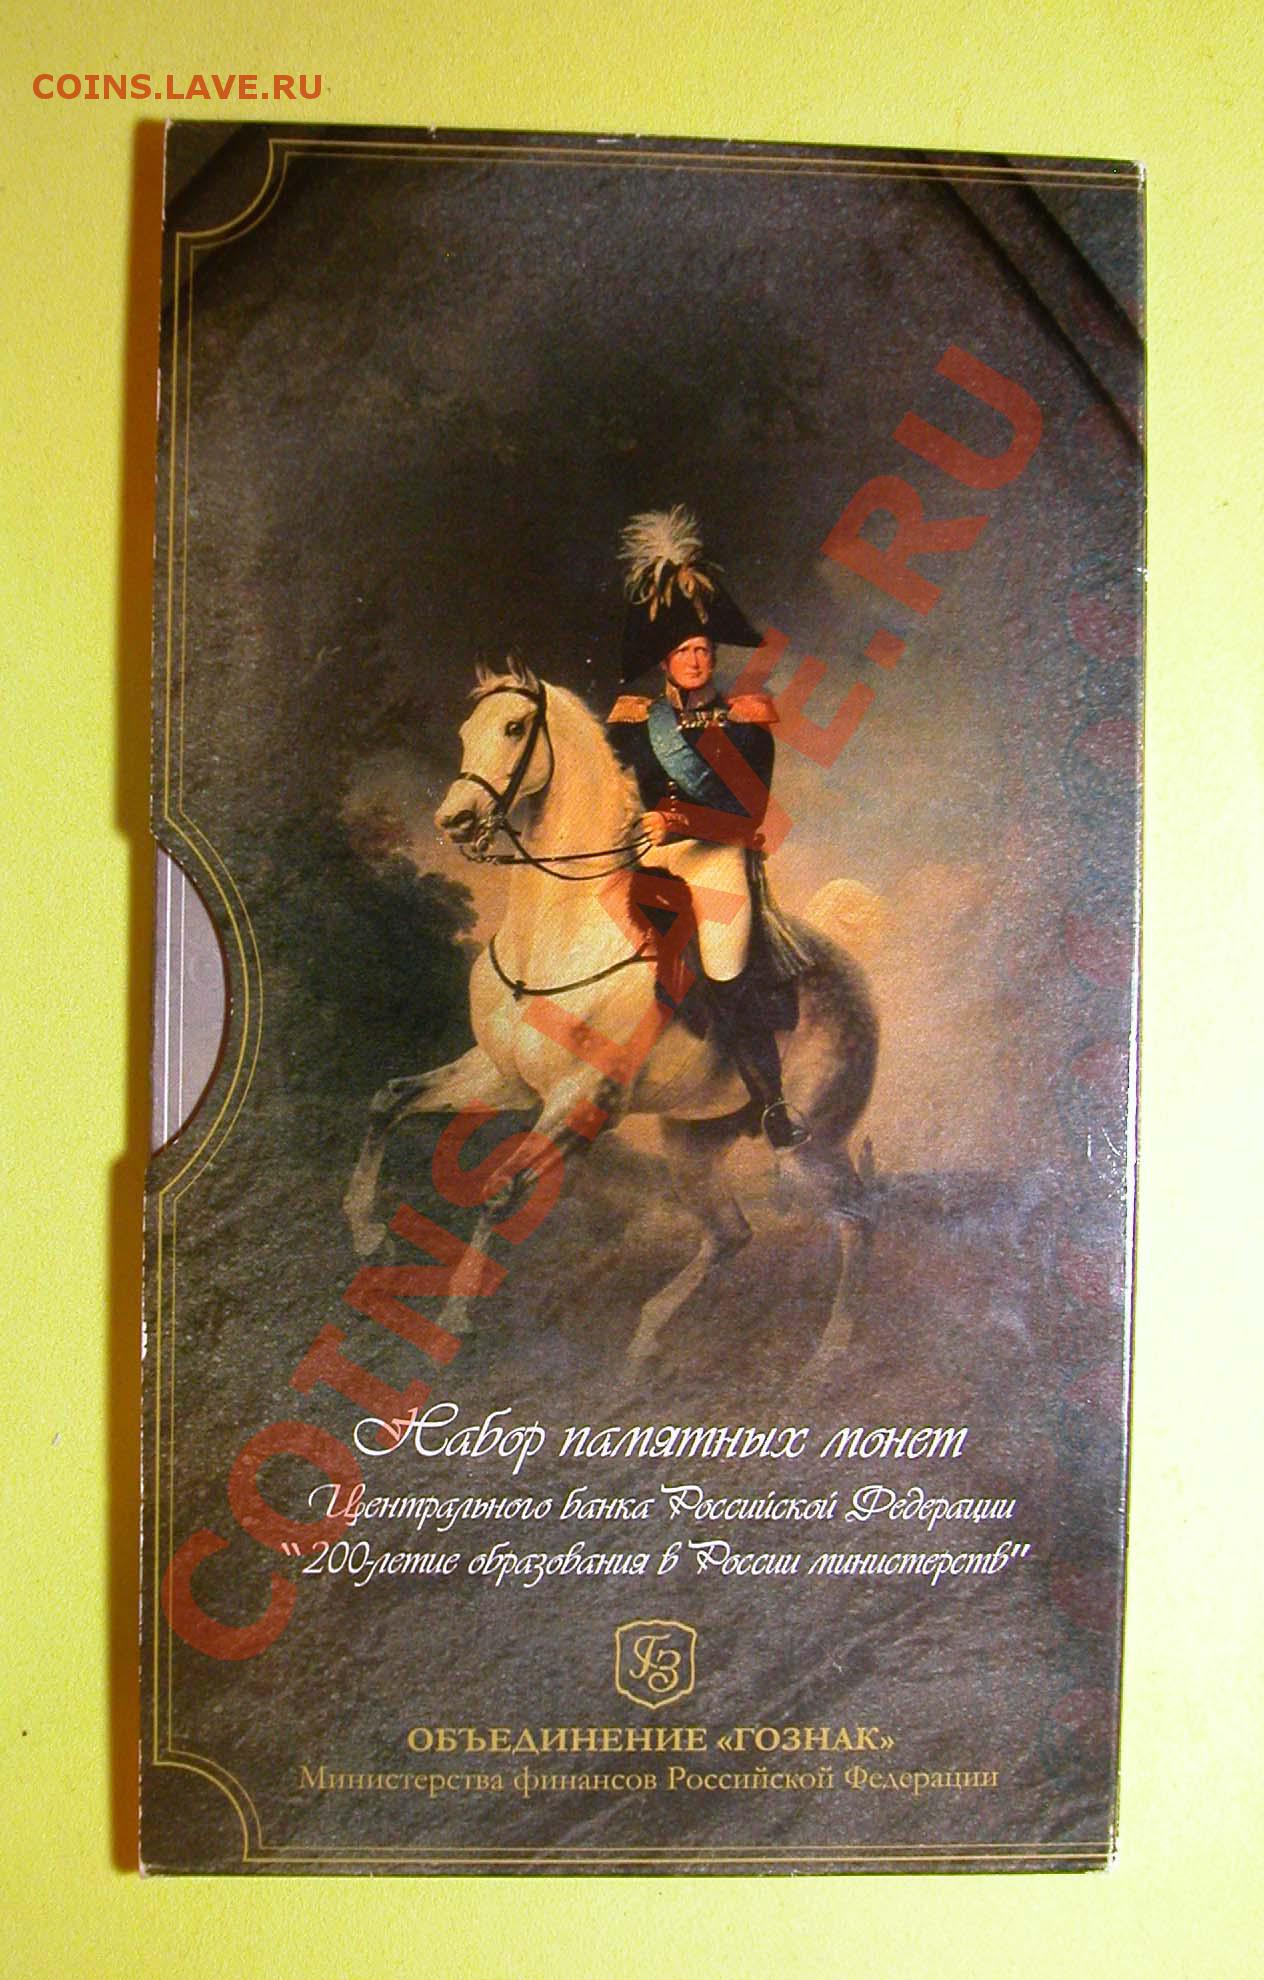 COINS.LAVE.RU
COINS.LAVE.RU
Набор памятных монет
Центрального банка Российской Федерации
"200-летие образования в России министерств"
ГЗ
ОБЪЕДИНЕНИЕ «ГОЗНАК»
Министерства финансов Российской Федерации